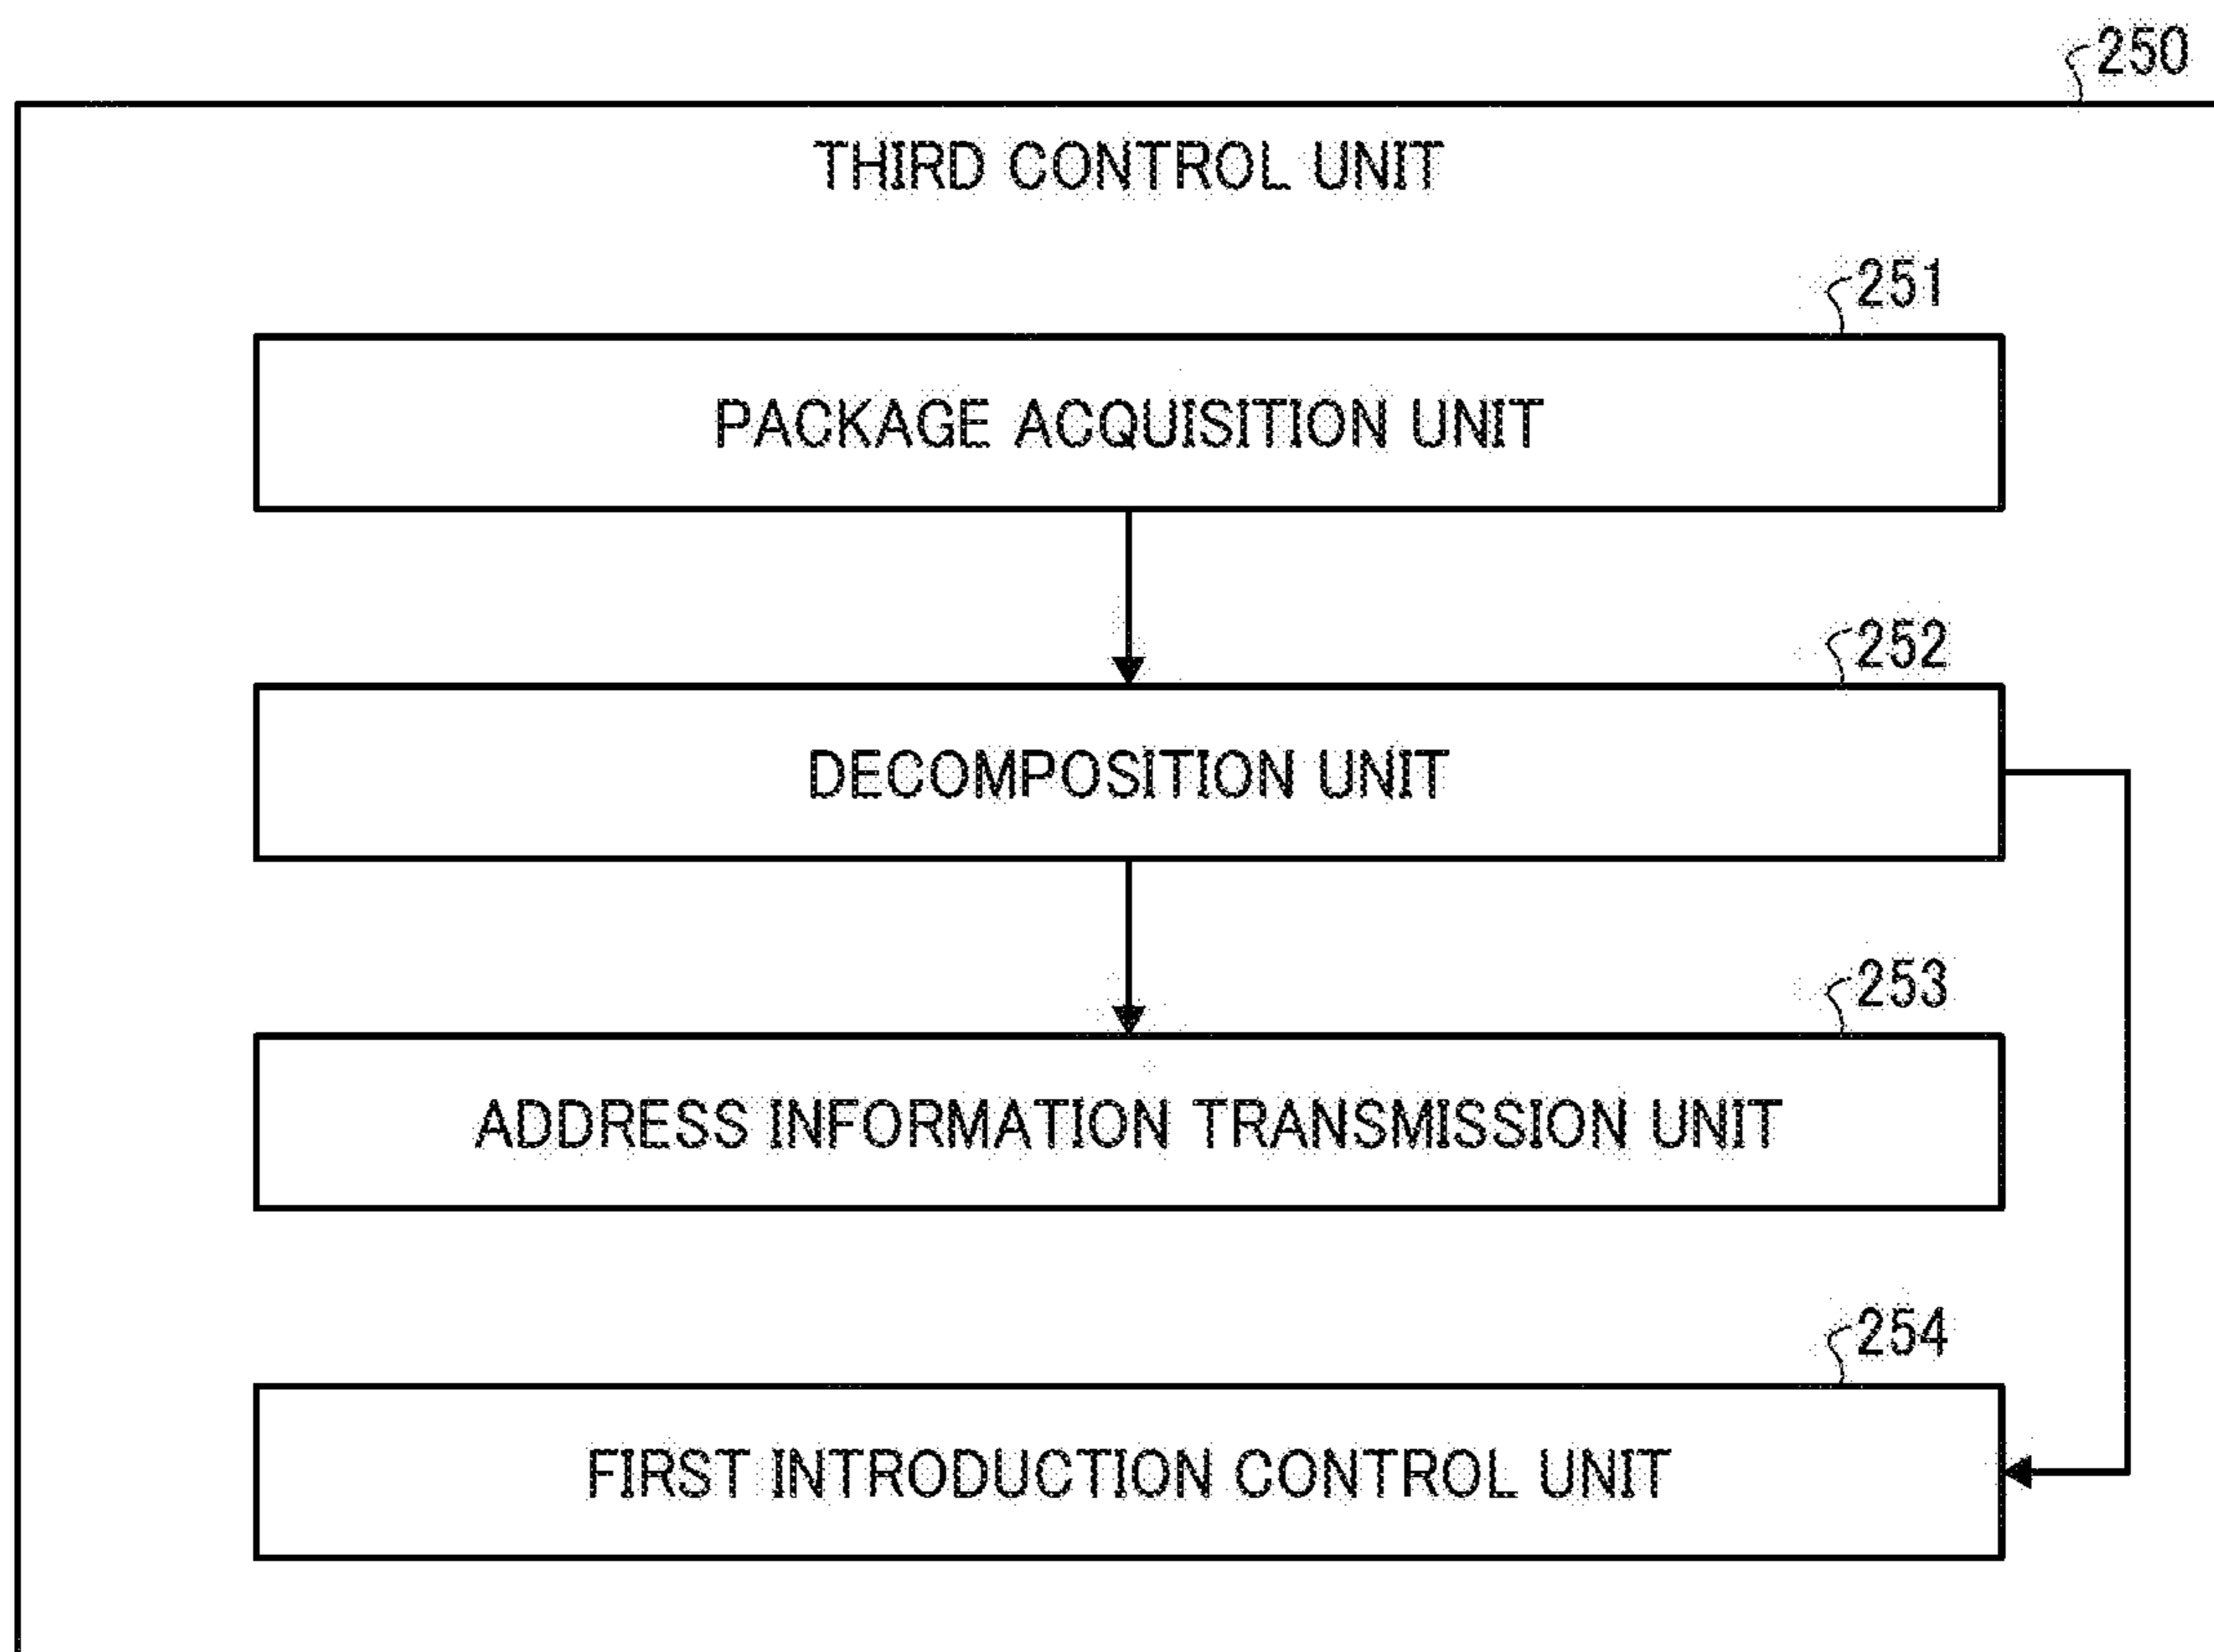 250
THIRD CONTROL UNIT
251
PACKAGE ACQUISITION UNIT
252
DECOMPOSITION UNIT
253
ADDRESS INFORMATION TRANSMISSION UNIT
254
FIRST INTRODUCTION CONTROL UNIT